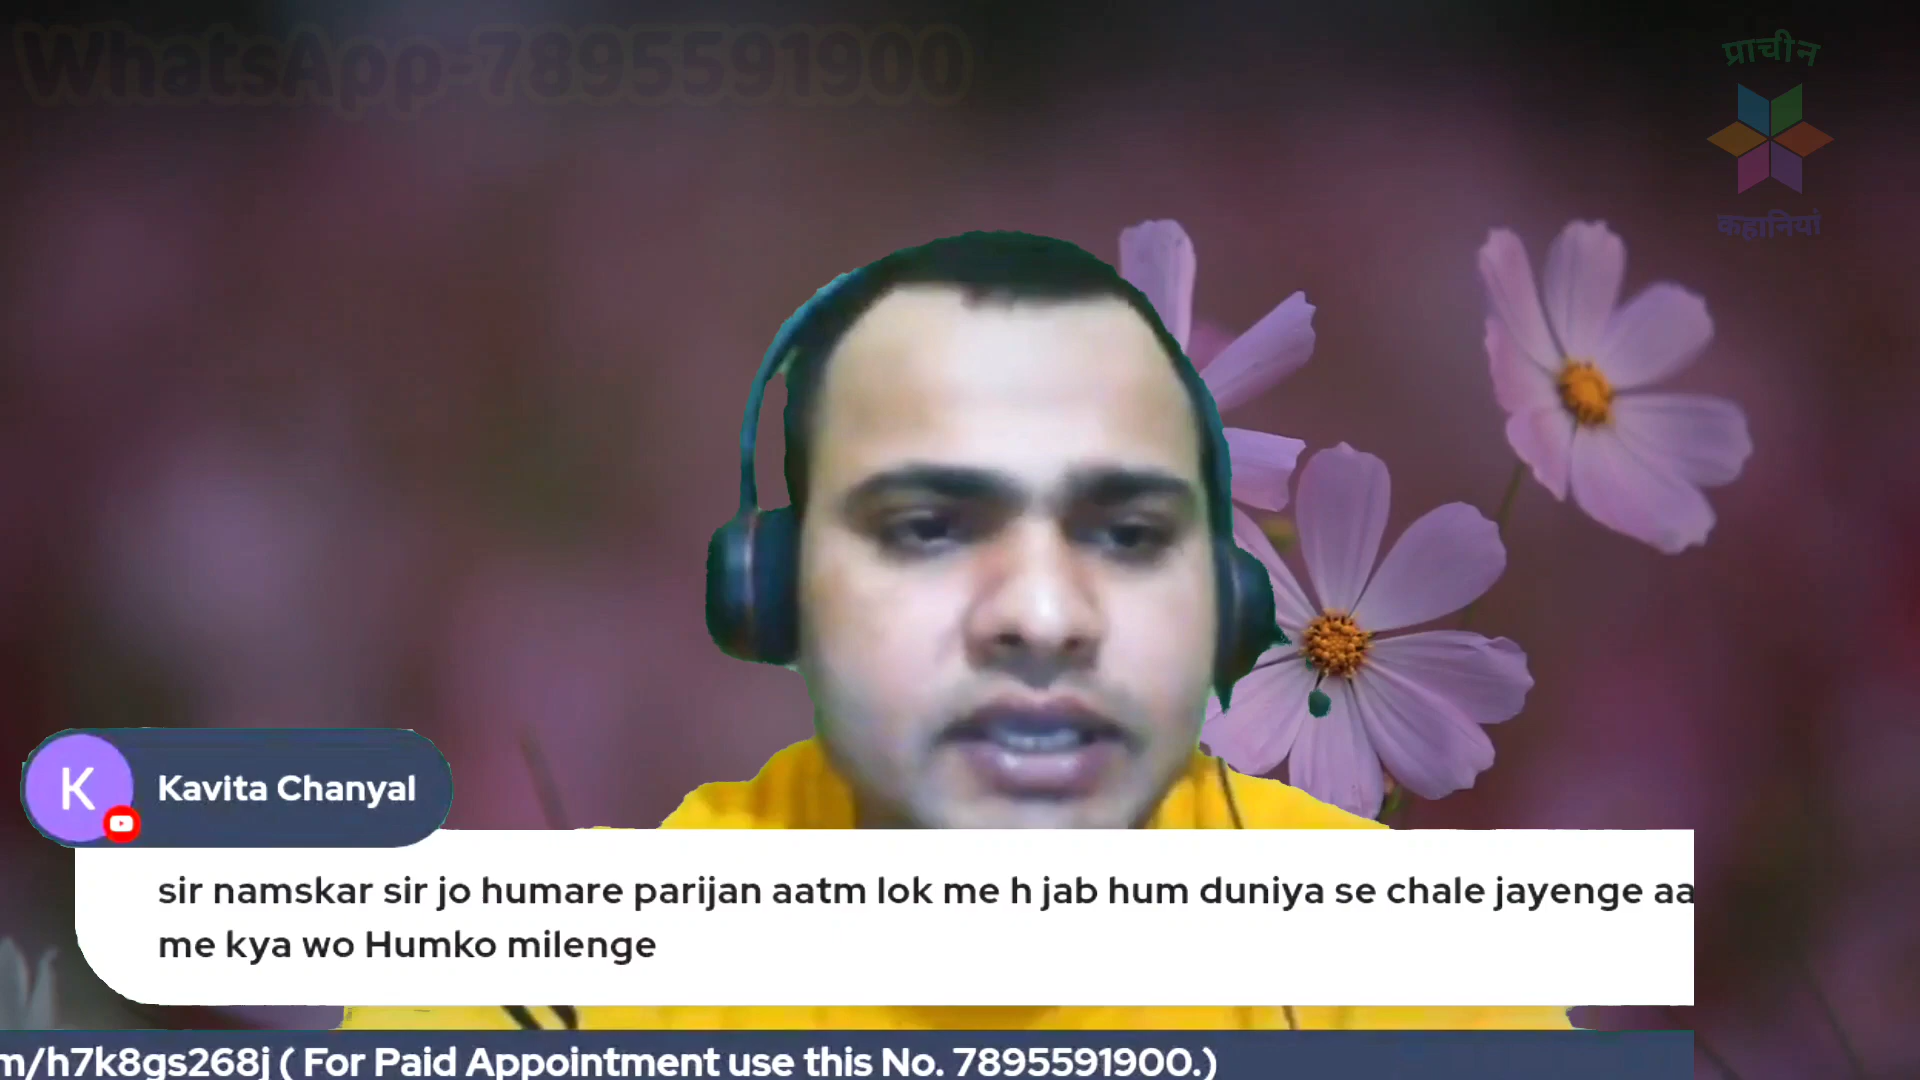 WhatsApp-7895591900
प्राचीन
कहानियां
Kavita Chanyal
sir namskar sir jo humare parijan aatm lok me h jab hum duniya se chale jayenge aa
me kya wo Humko milenge
m/h7k8gs268j ( For Paid Appointment use this No. 7895591900.)